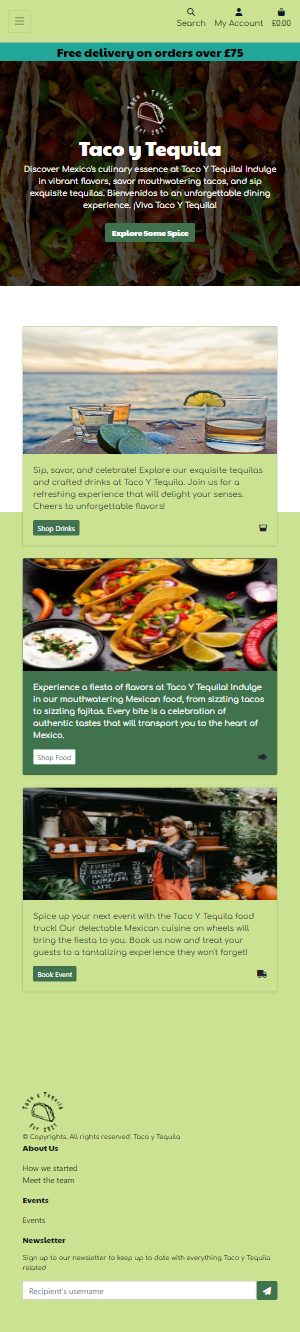 Search My Account £0.00
Free delivery on orders over £75
Taco y Tequila
Est 2021
Taco y Tequila
Discover Mexico's culinary essence at Taco Y Tequila! Indulge
in vibrant flavors, savor mouthwatering tacos, and sip
exquisite tequilas. Bienvenidos to an unforgettable dining
experience. ¡Viva Taco Y Tequila!
Explore Some Spice
Sip, savor, and celebrate! Explore our exquisite tequilas
and crafted drinks at Taco Y Tequila. Join us for a
refreshing experience that will delight your senses.
Cheers to unforgettable flavors!
Shop Drinks
Experience a fiesta of flavors at Taco Y Tequila! Indulge
in our mouthwatering Mexican food, from sizzling tacos
to sizzling fajitas. Every bite is a celebration of
authentic tastes that will transport you to the heart of
Mexico.
Shop Food
Spice up your next event with the Taco Y Tequila food
truck! Our delectable Mexican cuisine on wheels will
bring the fiesta to you. Book us now and treat your
guests to a tantalizing experience they won't forget!
Book Event
Taco y Tequila
Est 2021
© Copyrights. All rights reserved. Taco y Tequila
About Us
How we started
Meet the team
Events
Events
Newsletter
Sign up to our newsletter to keep up to date with everything Taco y Tequila
related
Recipient's username